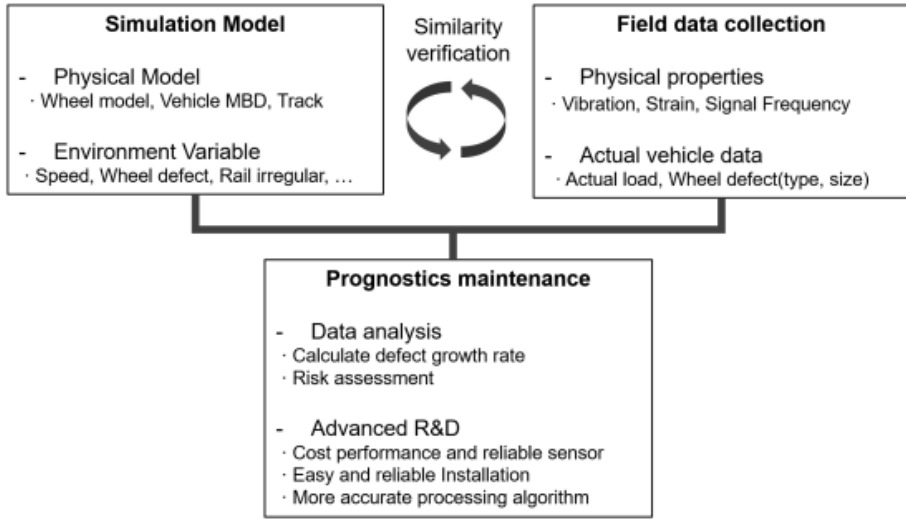 Simulation Model
- Physical Model
· Wheel model, Vehicle MBD, Track
- Environment Variable
· Speed, Wheel defect, Rail irregular, ...
Similarity
verification
Field data collection
- Physical properties
· Vibration, Strain, Signal Frequency
- Actual vehicle data
· Actual load, Wheel defect(type, size)
Prognostics maintenance
- Data analysis
· Calculate defect growth rate
· Risk assessment
- Advanced R&D
· Cost performance and reliable sensor
· Easy and reliable Installation
· More accurate processing algorithm